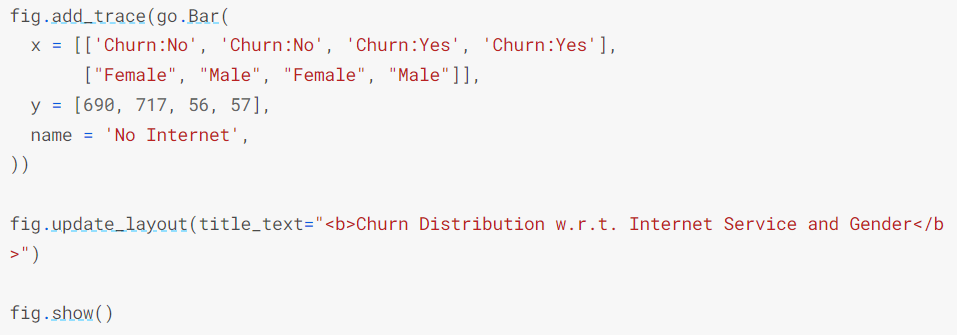 fig.add_trace(go.Bar(
  x = [['Churn:No', 'Churn:No', 'Churn:Yes', 'Churn:Yes'],
       ["Female", "Male", "Female", "Male"]],
  y = [690, 717, 56, 57],
  name = 'No Internet',
))
fig.update_layout(title_text="<b>Churn Distribution w.r.t. Internet Service and Gender</b
>")
fig.show()